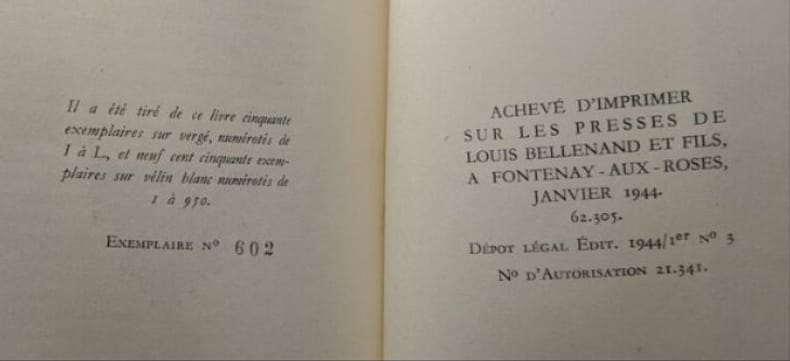 Il a été tiré de ce livre cinquante
exemplaires sur vergé, numérotés de
I à L, et neuf cent cinquante exem-
plaires sur vélin blanc numérotés de
1 à 950.
EXEMPLAIRE Nº 602
ACHEVÉ D'IMPRIMER
SUR LES PRESSES DE
LOUIS BELLENAND ET FILS,
A FONTENAY-AUX-ROSES,
JANVIER 1944.
62.305.
DÉPOT LÉGAL ÉDIT. 1944/1er Nº 3
Nº D'AUTORISATION 21.341.